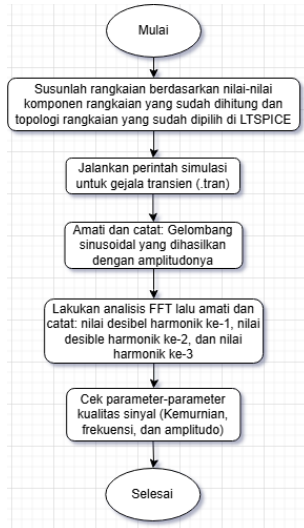 Mulai
Susunlah rangkaian berdasarkan nilai-nilai
komponen rangkaian yang sudah dihitung dan
topologi rangkaian yang sudah dipilih di LTSPICE
Jalankan perintah simulasi
untuk gejala transien (.tran)
Amati dan catat: Gelombang
sinusoidal yang dihasilkan
dengan amplitudonya
Lakukan analisis FFT lalu amati dan
catat: nilai desibel harmonik ke-1, nilai
desible harmonik ke-2, dan nilai
harmonik ke-3
Cek parameter-parameter
kualitas sinyal (Kemurnian,
frekuensi, dan amplitudo)
Selesai